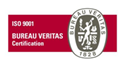 ISO 9001
BUREAU VERITAS
Certification
BUREAU VERITAS
1828